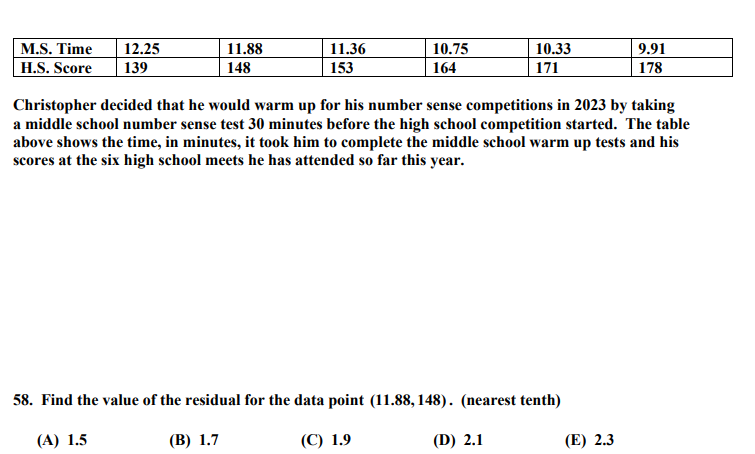 M.S. Time 12.25 11.88 11.36 10.75 10.33 9.91
H.S. Score 139 148 153 164 171 178
Christopher decided that he would warm up for his number sense competitions in 2023 by taking
a middle school number sense test 30 minutes before the high school competition started. The table
above shows the time, in minutes, it took him to complete the middle school warm up tests and his
scores at the six high school meets he has attended so far this year.
58. Find the value of the residual for the data point (11.88, 148). (nearest tenth)
(A) 1.5 (B) 1.7 (C) 1.9 (D) 2.1 (E) 2.3